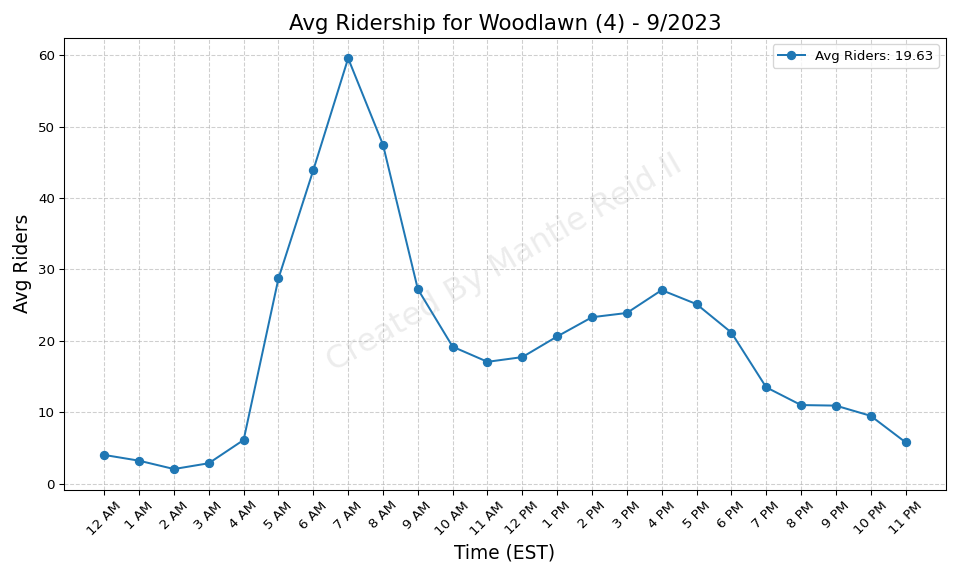 Avg Ridership for Woodlawn (4) - 9/2023
Avg Riders: 19.63
60
50
40
30
20
10
0
Avg Riders
Created By Mantie Reid II
12 AM
1 AM
2 AM
3 AM
4 AM
5 AM
6 AM
7 AM
8 AM
9 AM
10 AM
11 AM
12 PM
1 PM
2 PM
3 PM
4 PM
5 PM
6 PM
7 PM
8 PM
9 PM
10 PM
11 PM
Time (EST)